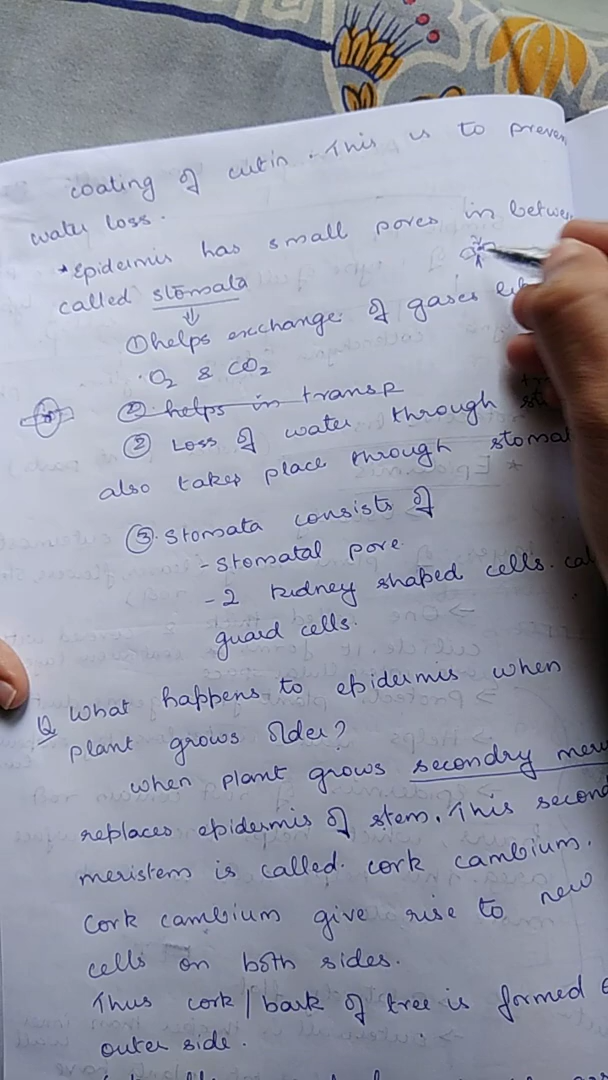 coating of cutin. This is to preven
water loss.
*Epidermis has small pores in betwe
called stomata
① helps exchange of gases
O₂ & CO₂
② helps in transp
② Loss of water through
also takes place through stomat
③ Stomata consists of
- stomatal pore
- 2 kidney shaped cells. cal
guard cells.
Q What happens to epidermis when
plant grows older?
when plant grows secondry mer
replaces epidermis of stem. This second
meristem is called cork cambium.
Cork cambium give rise to new
cells on both sides.
Thus cork/bark of tree is formed
outer side.